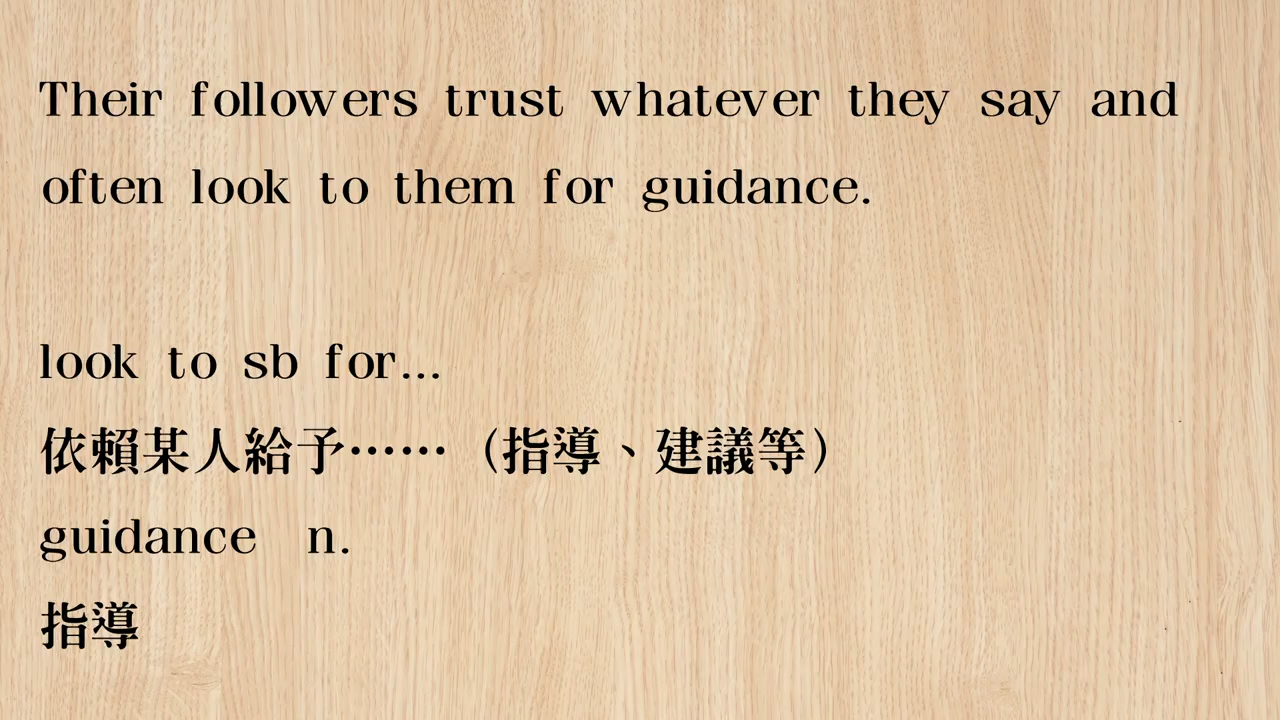 Their followers trust whatever they say and
often look to them for guidance.
look to sb for...
依賴某人給予……（指導、建議等）
guidance n.
指導